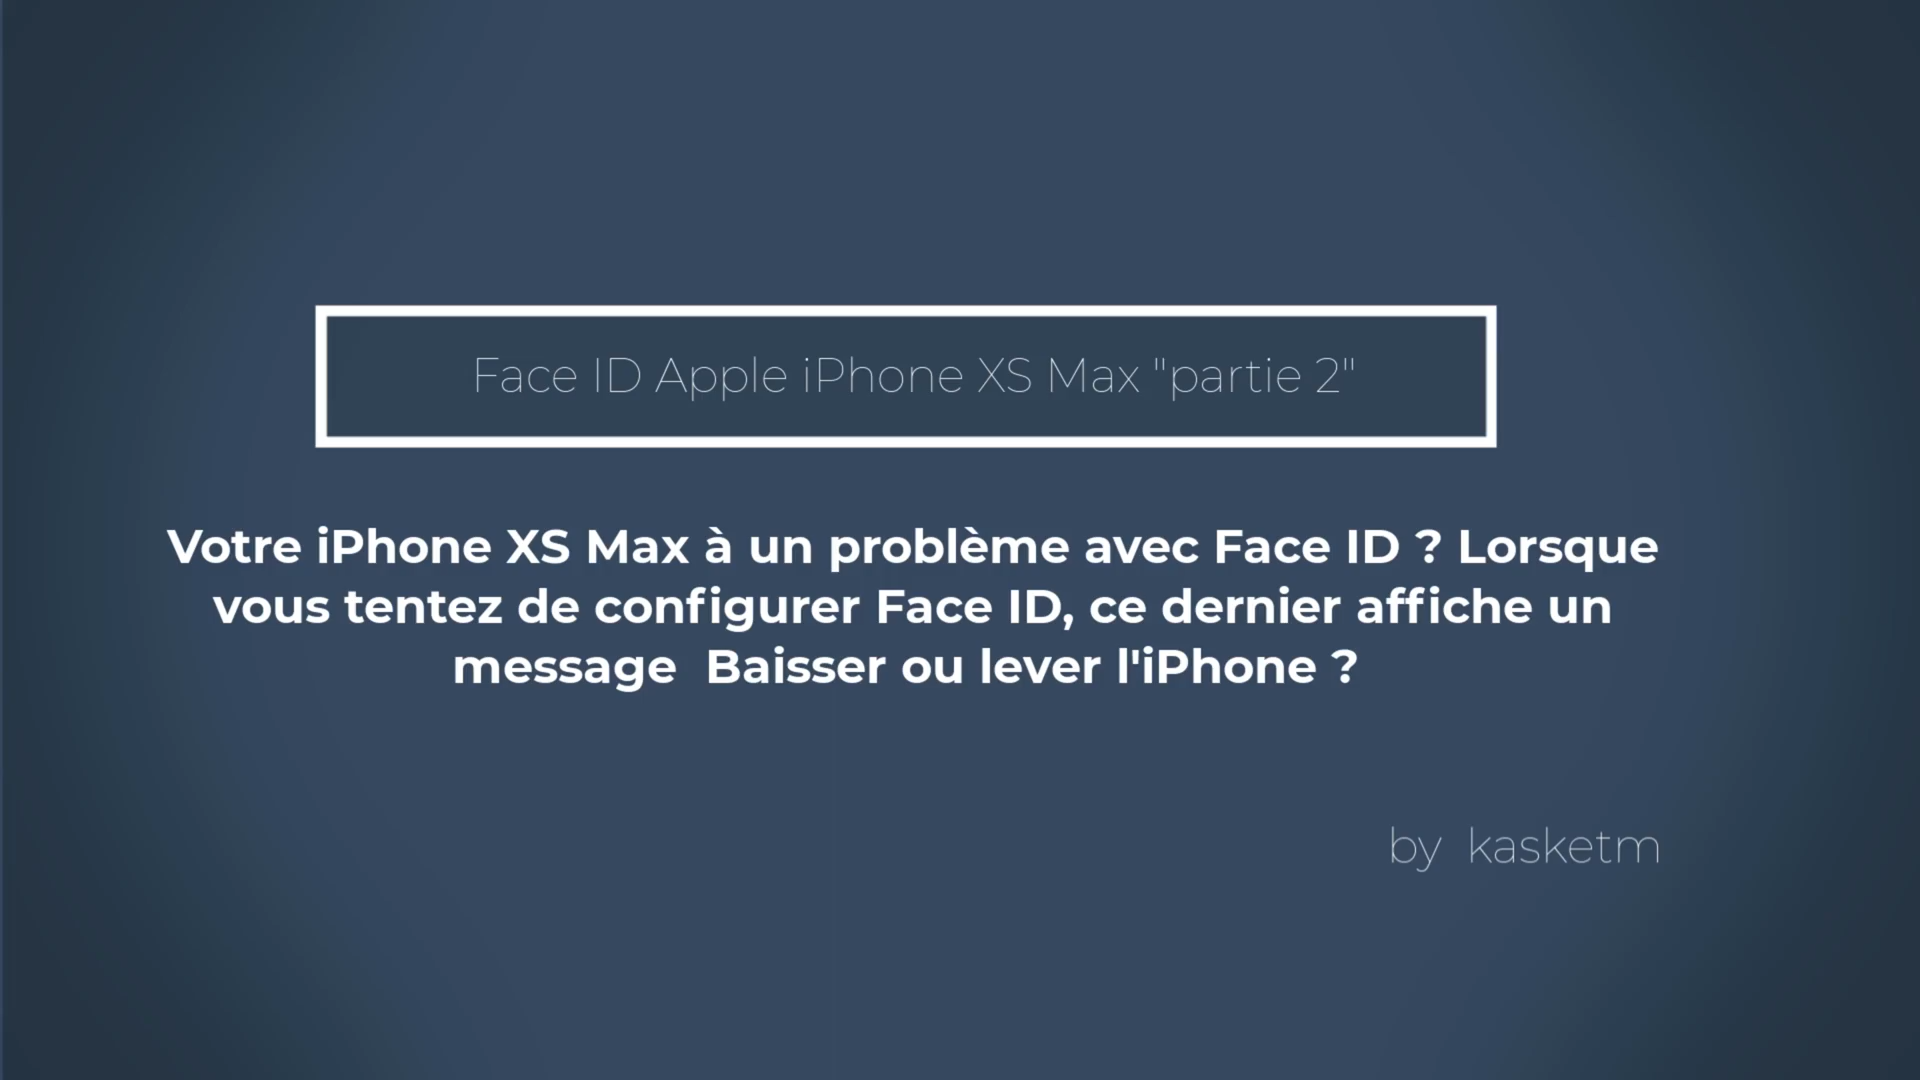 Face ID Apple iPhone XS Max "partie 2"
Votre iPhone XS Max à un problème avec Face ID ? Lorsque
vous tentez de configurer Face ID, ce dernier affiche un
message  Baisser ou lever l'iPhone ?
by  kasketm